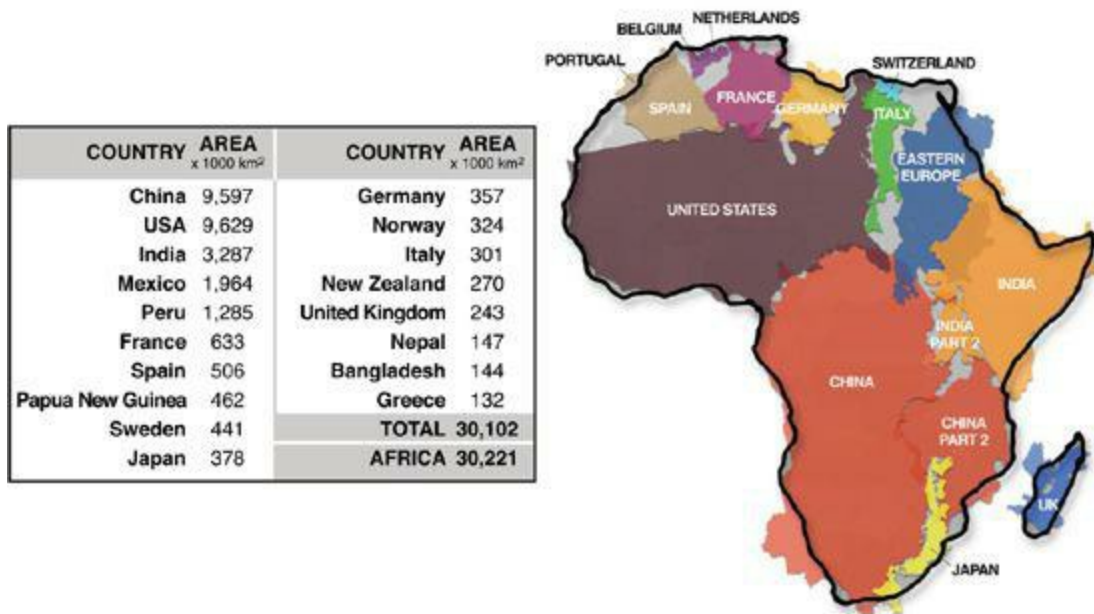 COUNTRY AREA x 1000 km² COUNTRY AREA x 1000 km²
China 9,597 Germany 357
USA 9,629 Norway 324
India 3,287 Italy 301
Mexico 1,964 New Zealand 270
Peru 1,285 United Kingdom 243
France 633 Nepal 147
Spain 506 Bangladesh 144
Papua New Guinea 462 Greece 132
Sweden 441 TOTAL 30,102
Japan 378 AFRICA 30,221
NETHERLANDS
BELGIUM
PORTUGAL
SWITZERLAND
SPAIN
FRANCE
GERMANY
ITALY
EASTERN
EUROPE
UNITED STATES
INDIA
INDIA
PART 2
CHINA
CHINA
PART 2
UK
JAPAN